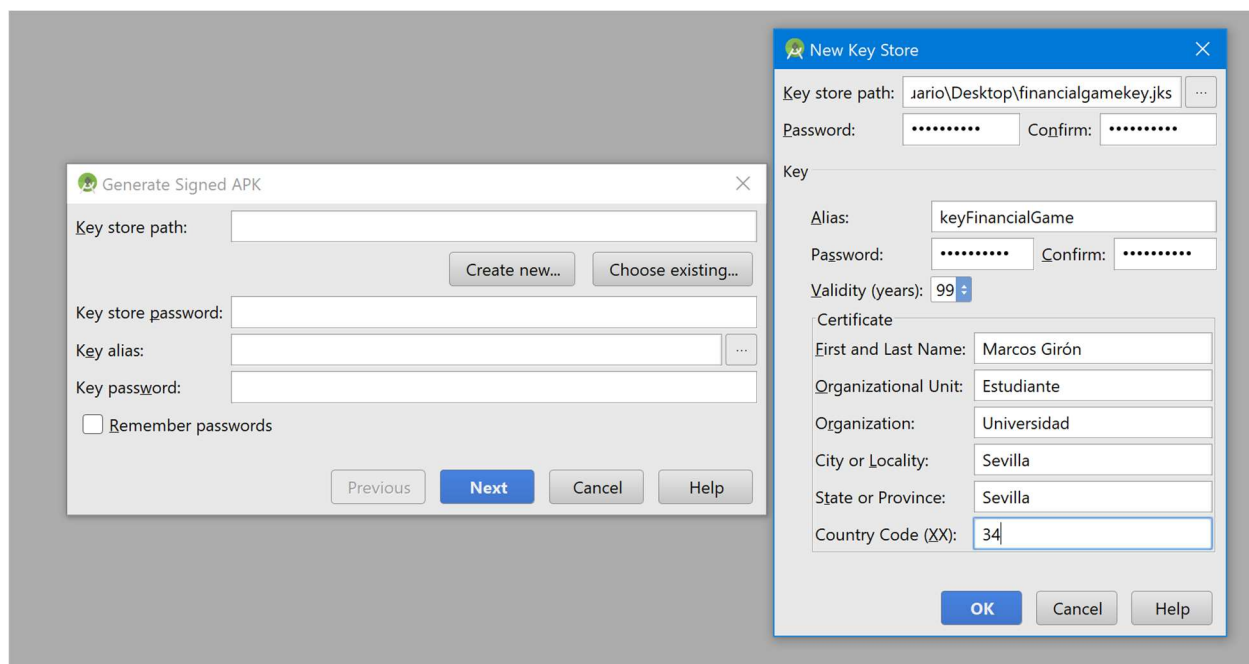 Generate Signed APK
Key store path:
Create new...
Choose existing...
Key store password:
Key alias:
...
Key password:
Remember passwords
Previous
Next
Cancel
Help
New Key Store
Key store path: uario\Desktop\financialgamekey.jks ...
Password: •••••••••• Confirm: ••••••••••
Key
Alias: keyFinancialGame
Password: •••••••••• Confirm: ••••••••••
Validity (years): 99
Certificate
First and Last Name: Marcos Girón
Organizational Unit: Estudiante
Organization: Universidad
City or Locality: Sevilla
State or Province: Sevilla
Country Code (XX): 34
OK
Cancel
Help